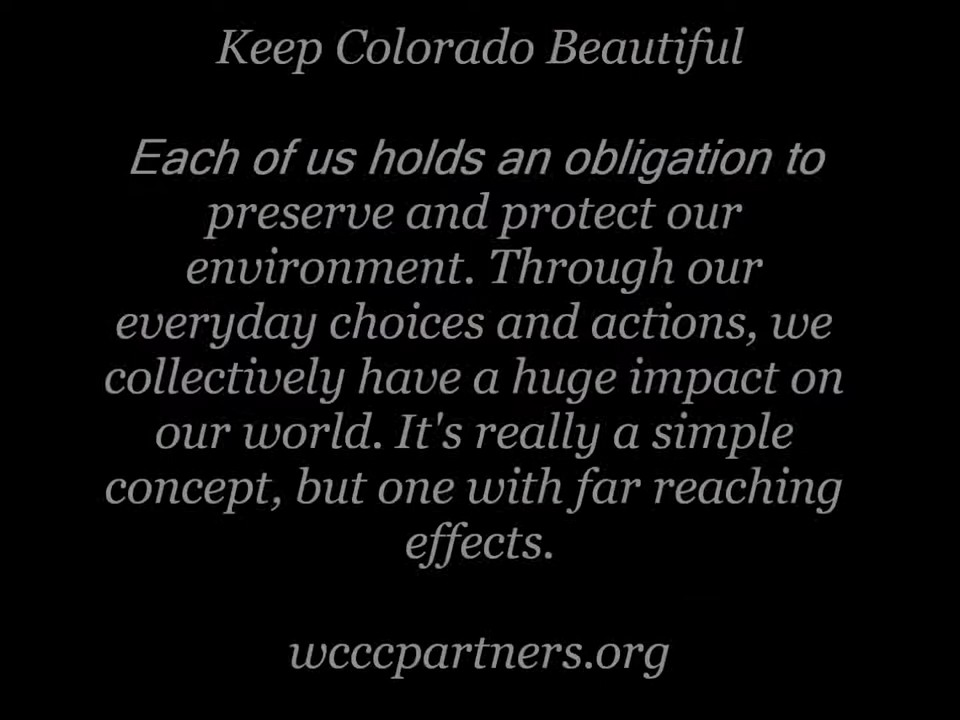 Keep Colorado Beautiful
Each of us holds an obligation to
preserve and protect our
environment. Through our
everyday choices and actions, we
collectively have a huge impact on
our world. It's really a simple
concept, but one with far reaching
effects.
wcccpartners.org